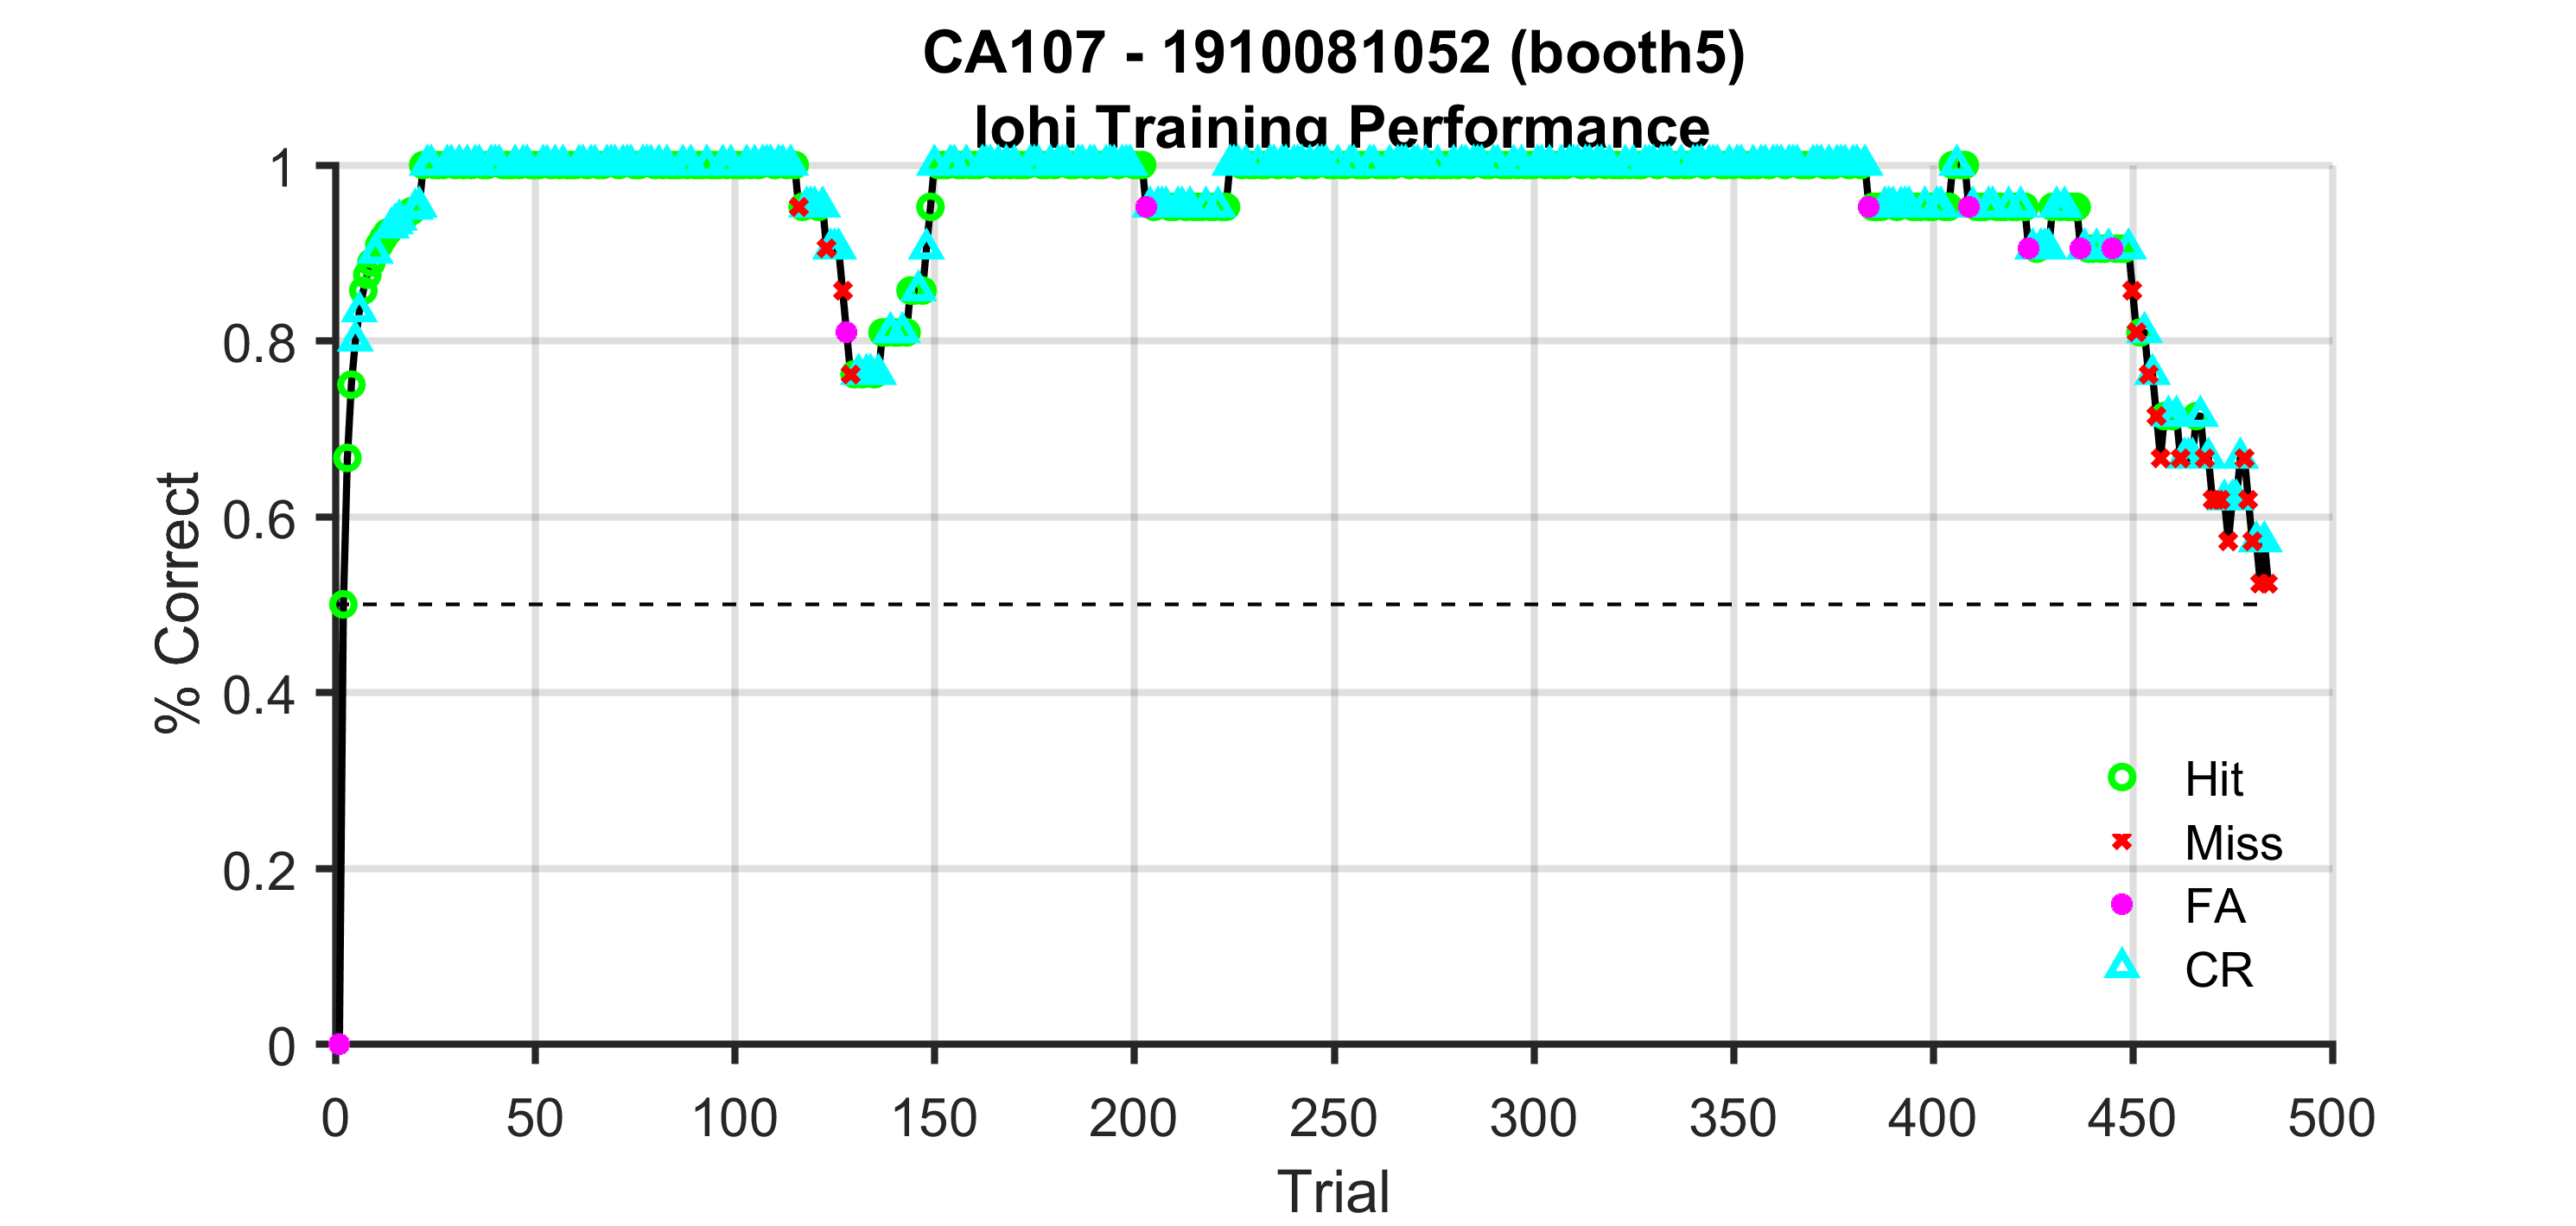 CA107 - 1910081052 (booth5)
lohi Training Performance
% Correct
1
0.8
0.6
0.4
0.2
0
0 50 100 150 200 250 300 350 400 450 500
Trial
Hit
Miss
FA
CR